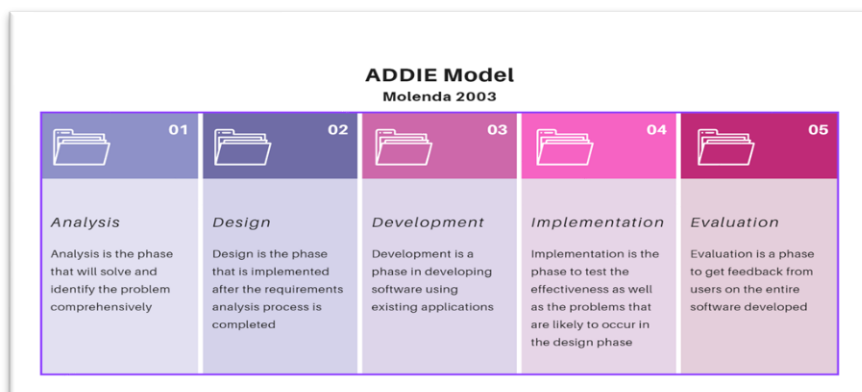 ADDIE Model
Molenda 2003
01
02
03
04
05
Analysis
Analysis is the phase
that will solve and
identify the problem
comprehensively
Design
Design is the phase
that is implemented
after the requirements
analysis process is
completed
Development
Development is a
phase in developing
software using
existing applications
Implementation
Implementation is the
phase to test the
effectiveness as well
as the problems that
are likely to occur in
the design phase
Evaluation
Evaluation is a phase
to get feedback from
users on the entire
software developed